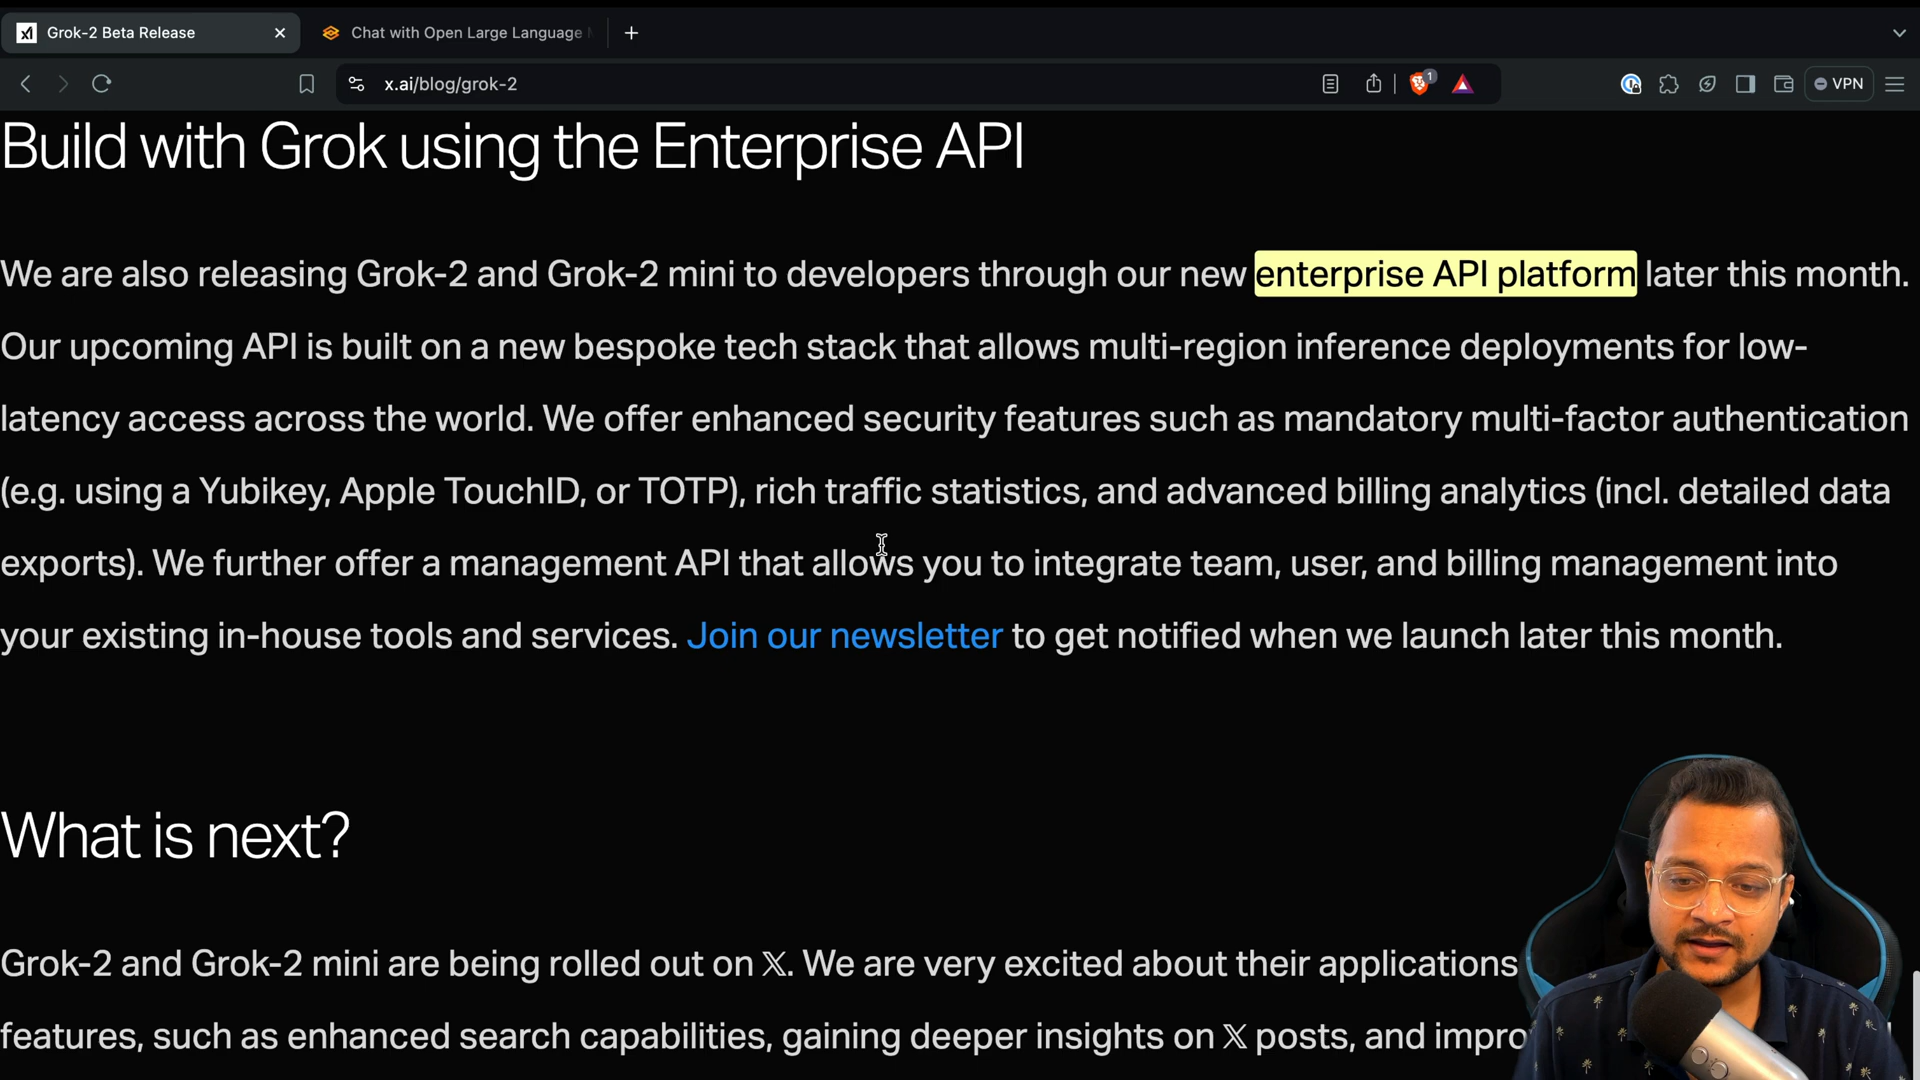 Grok-2 Beta Release
Chat with Open Large Language
x.ai/blog/grok-2
1
VPN
Build with Grok using the Enterprise API
We are also releasing Grok-2 and Grok-2 mini to developers through our new enterprise API platform later this month.
Our upcoming API is built on a new bespoke tech stack that allows multi-region inference deployments for low-
latency access across the world. We offer enhanced security features such as mandatory multi-factor authentication
(e.g. using a Yubikey, Apple TouchID, or TOTP), rich traffic statistics, and advanced billing analytics (incl. detailed data
exports). We further offer a management API that allows you to integrate team, user, and billing management into
your existing in-house tools and services. Join our newsletter to get notified when we launch later this month.
What is next?
Grok-2 and Grok-2 mini are being rolled out on 𝕏. We are very excited about their applications
features, such as enhanced search capabilities, gaining deeper insights on 𝕏 posts, and impro